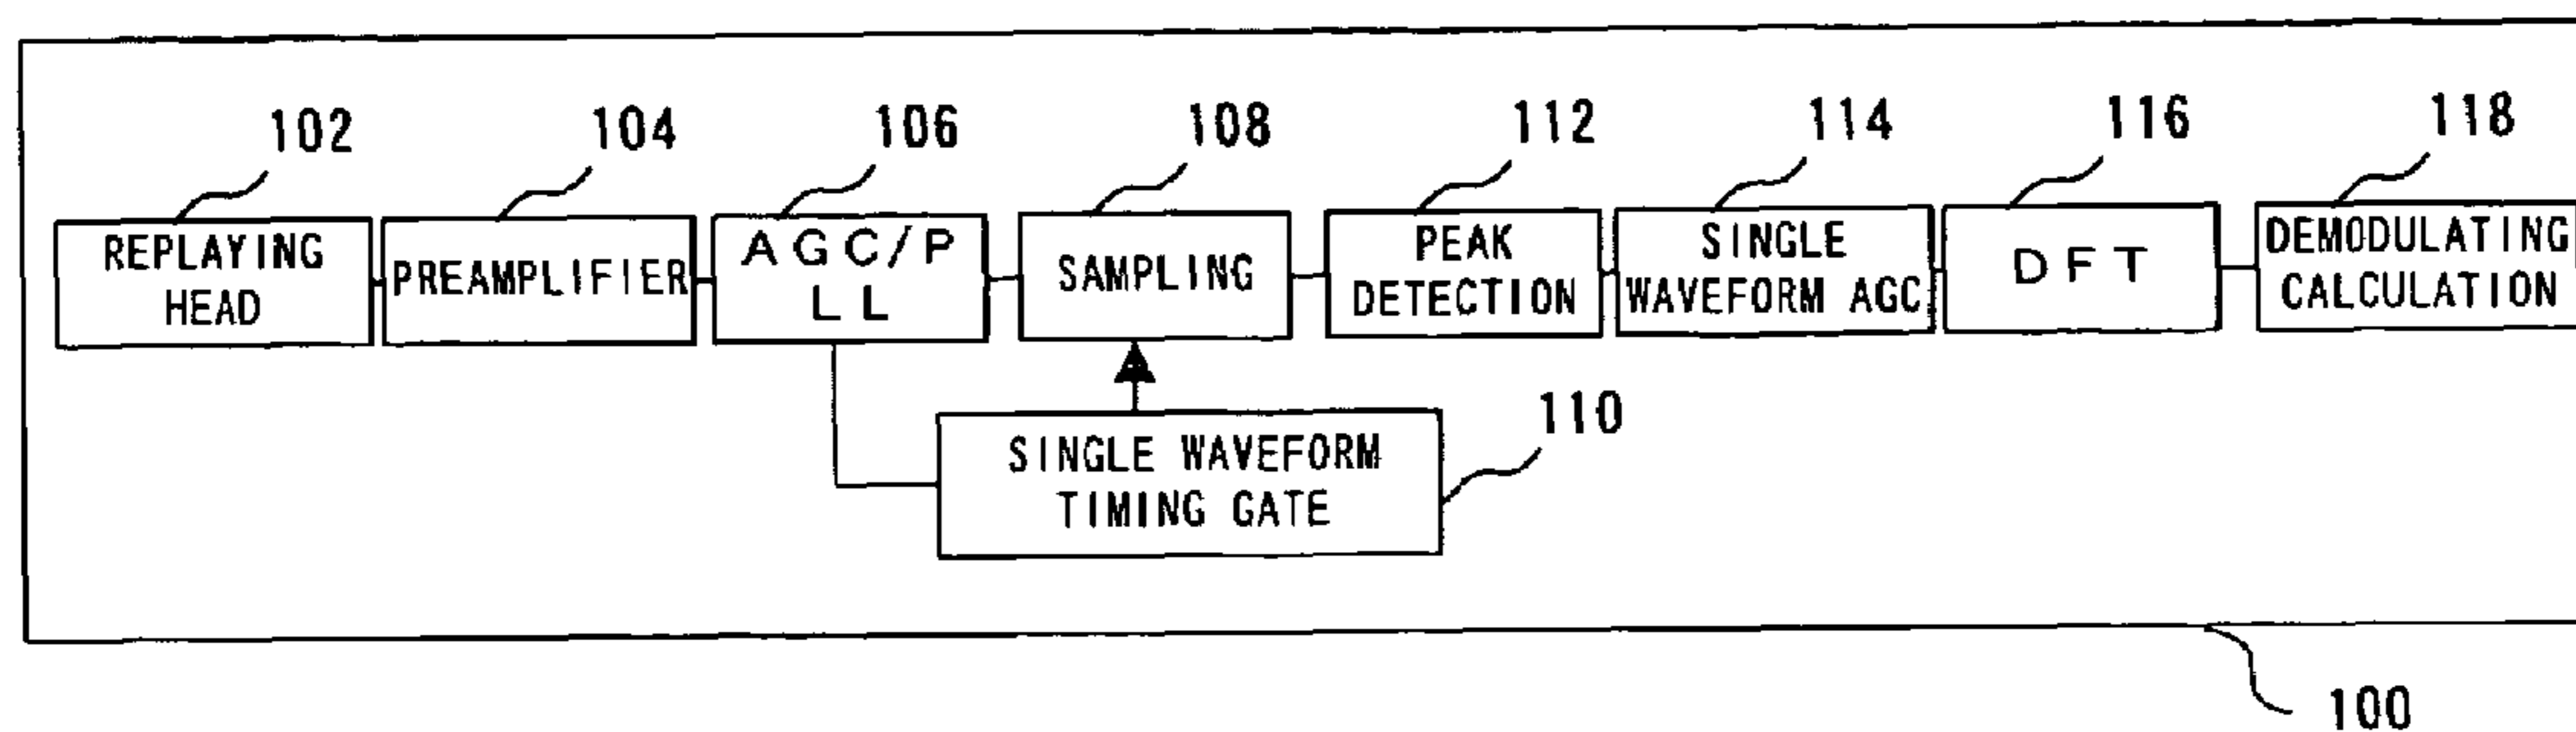 102
104
106
108
112
114
116
118
REPLAYING
HEAD
PREAMPLIFIER
AGC/P
LL
SAMPLING
PEAK
DETECTION
SINGLE
WAVEFORM AGC
DFT
DEMODULATING
CALCULATION
SINGLE WAVEFORM
TIMING GATE
110
100